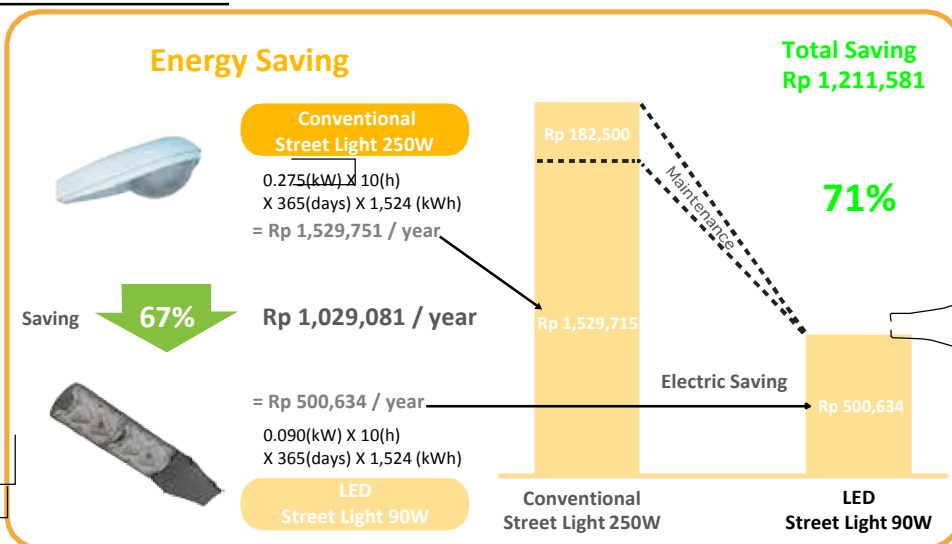 Energy Saving
Total Saving
Rp 1,211,581
71%
Conventional
Street Light 250W
0.275(kW) X 10(h)
X 365(days) X 1,524 (kWh)
= Rp 1,529,751 / year
Saving
67%
Rp 1,029,081 / year
= Rp 500,634 / year
0.090(kW) X 10(h)
X 365(days) X 1,524 (kWh)
LED
Street Light 90W
Rp 182,500
Maintenance
Rp 1,529,715
Electric Saving
Rp 500,634
Conventional
Street Light 250W
LED
Street Light 90W